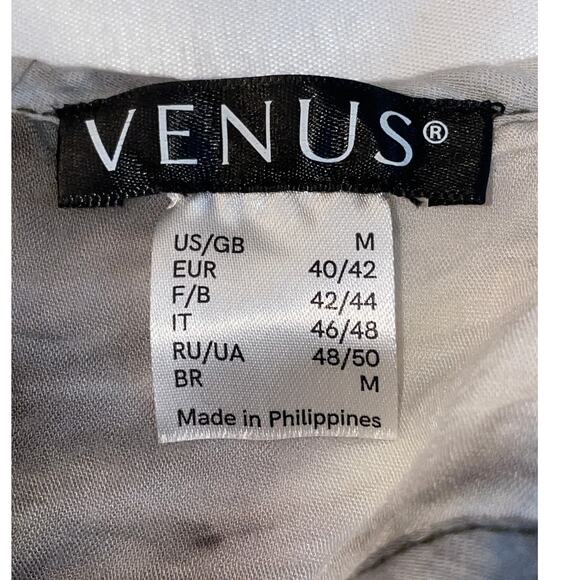 VENUS®
US/GB M
EUR 40/42
F/B 42/44
IT 46/48
RU/UA 48/50
BR M
Made in Philippines